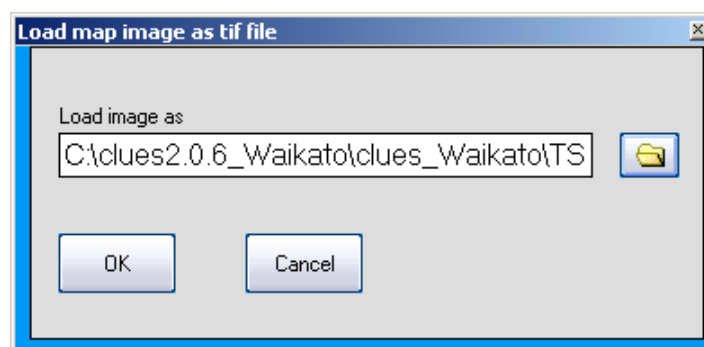 Load map image as tif file
Load image as
C:\clues2.0.6_Waikato\clues_Waikato\TS
OK
Cancel